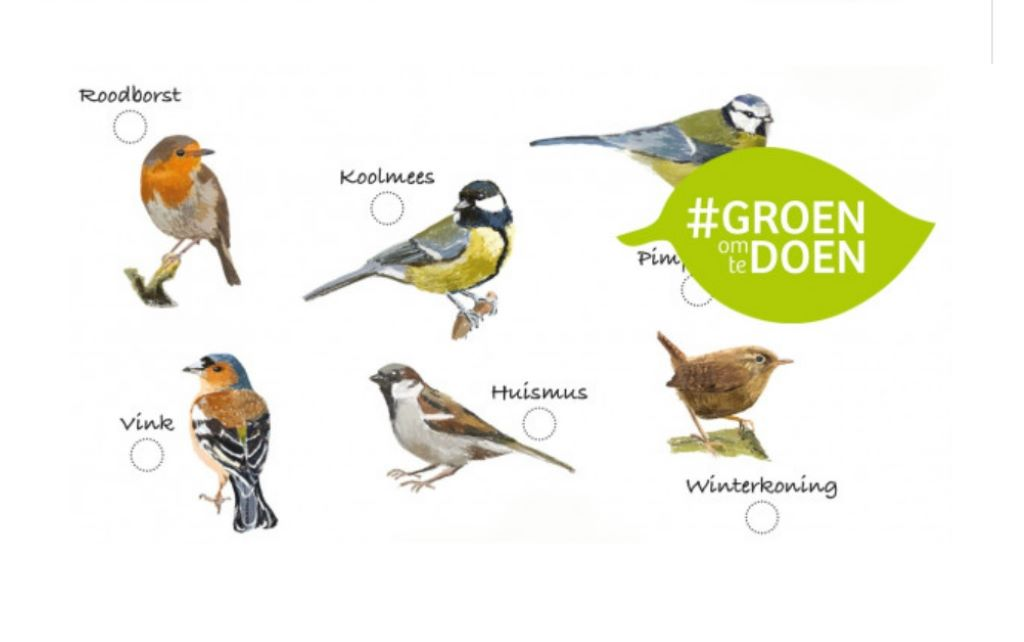 Roodborst
Koolmees
#GROEN
om
te DOEN
Vink
Huismus
Winterkoning